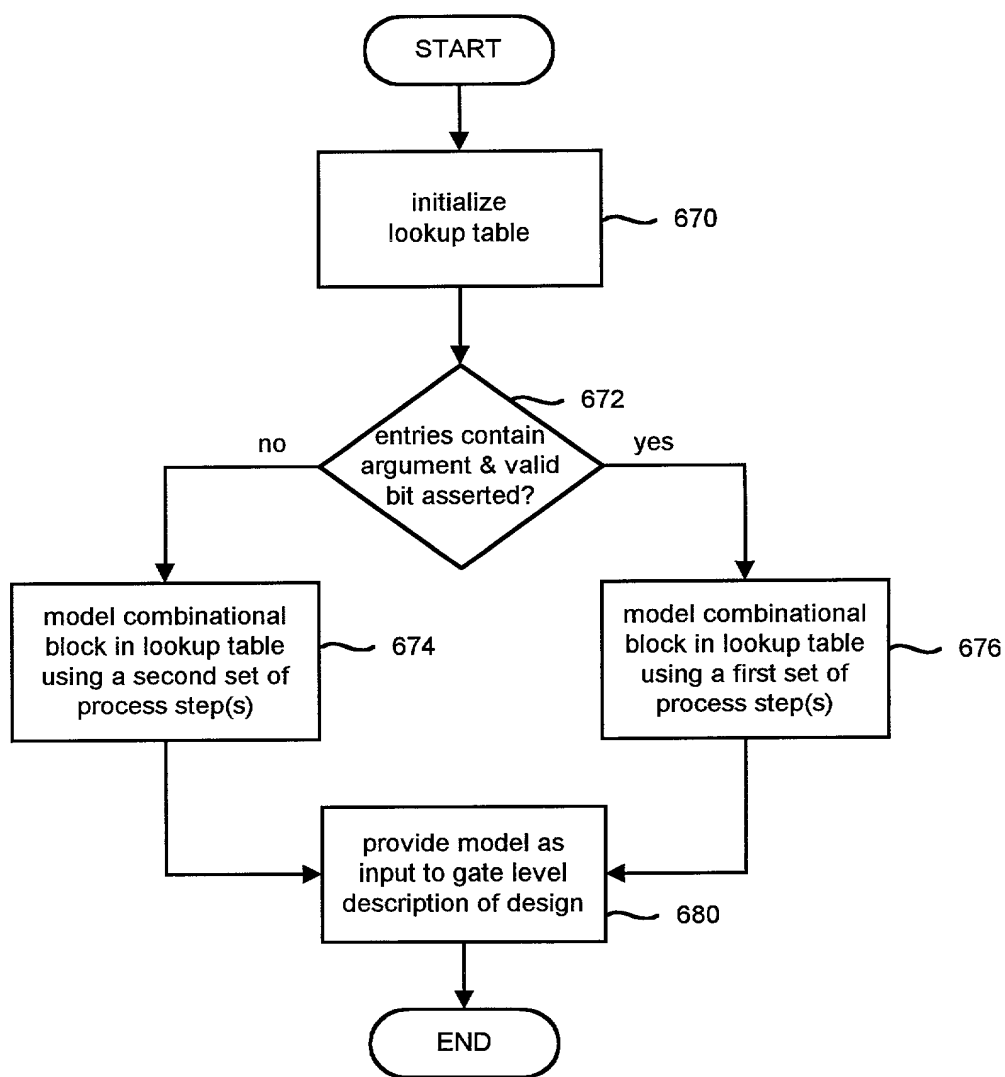 START
initialize
lookup table
670
672
no
entries contain
argument & valid
bit asserted?
yes
model combinational
block in lookup table
using a second set of
process step(s)
674
model combinational
block in lookup table
using a first set of
process step(s)
676
provide model as
input to gate level
description of design
680
END